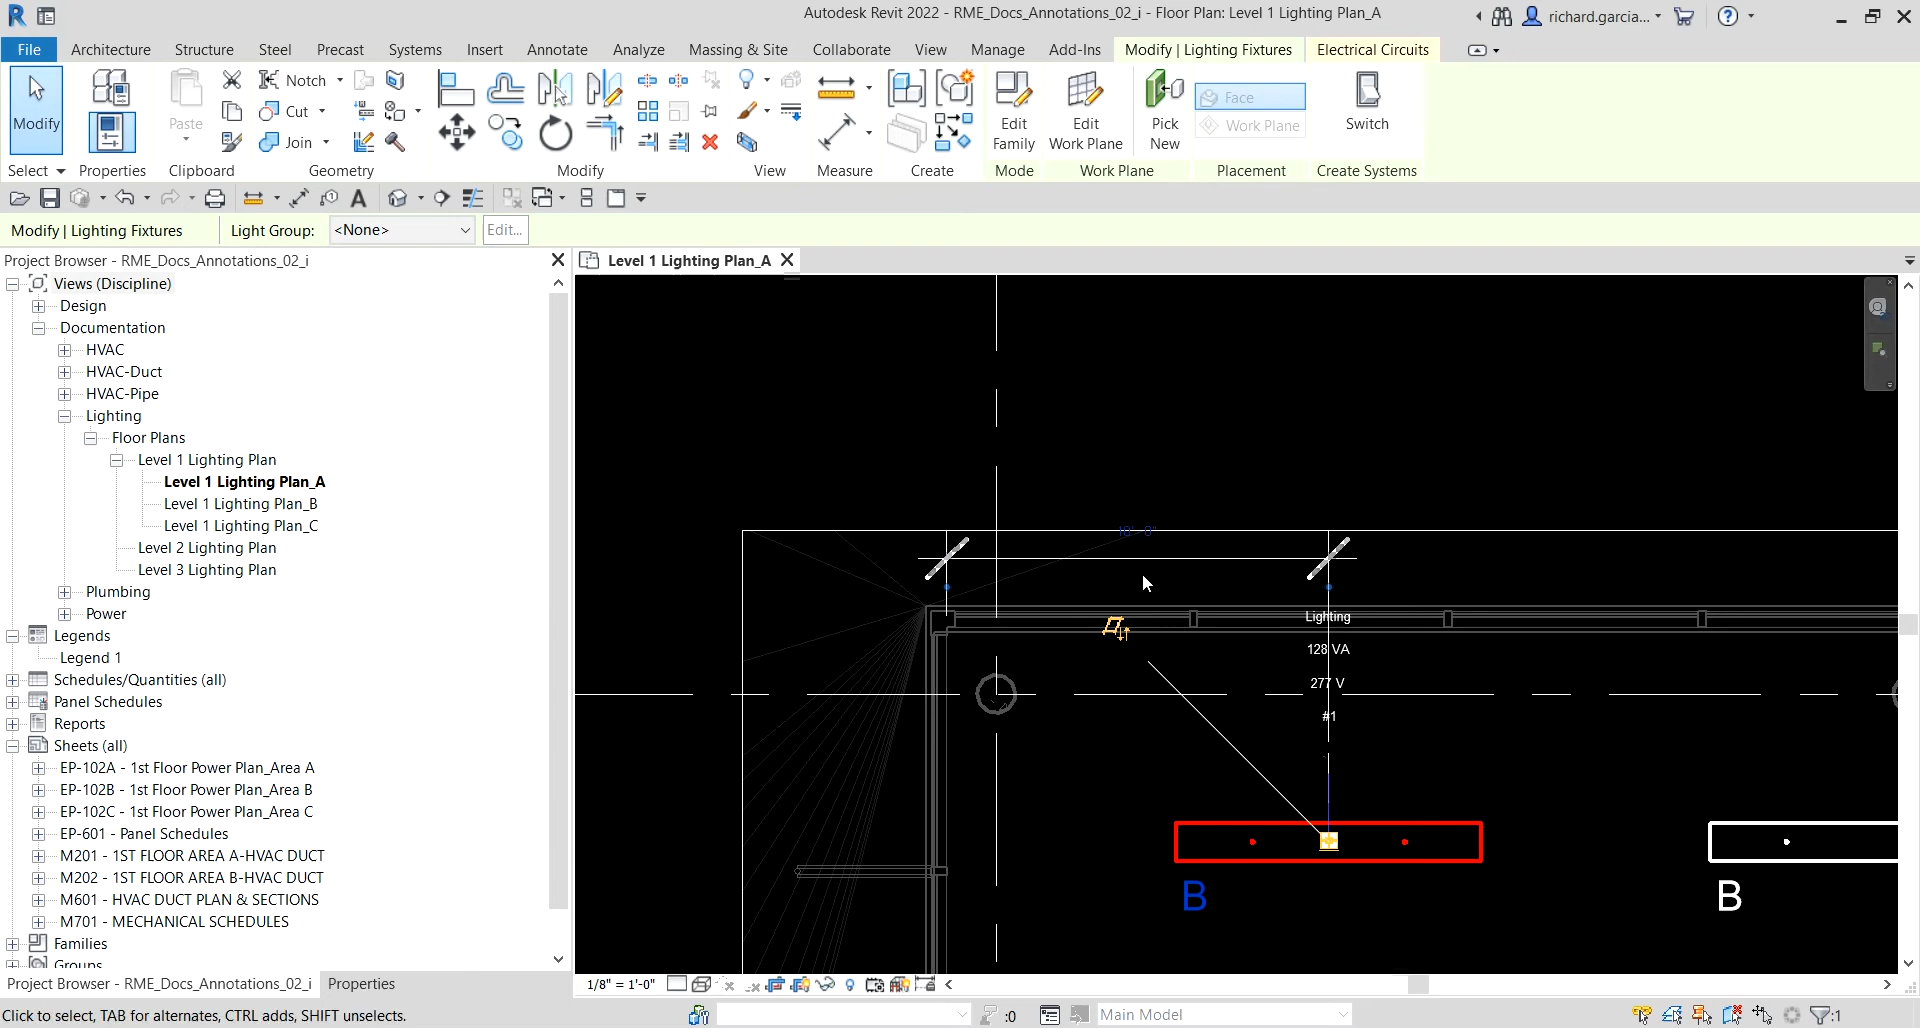 Autodesk Revit 2022 - RME_Docs_Annotations_02_i - Floor Plan: Level 1 Lighting Plan_A
richard.garcia...
File Architecture Structure Steel Precast Systems Insert Annotate Analyze Massing & Site Collaborate View Manage Add-Ins Modify | Lighting Fixtures Electrical Circuits
Modify
Paste
Notch
Cut
Join
Edit Family
Edit Work Plane
Pick New
Face
Work Plane
Switch
Select Properties Clipboard Geometry Modify View Measure Create Mode Work Plane Placement Create Systems
Modify | Lighting Fixtures Light Group: <None> Edit...
Project Browser - RME_Docs_Annotations_02_i
Level 1 Lighting Plan_A
Views (Discipline)
Design
Documentation
HVAC
HVAC-Duct
HVAC-Pipe
Lighting
Floor Plans
Level 1 Lighting Plan
Level 1 Lighting Plan_A
Level 1 Lighting Plan_B
Level 1 Lighting Plan_C
Level 2 Lighting Plan
Level 3 Lighting Plan
Plumbing
Power
Legends
Legend 1
Schedules/Quantities (all)
Panel Schedules
Reports
Sheets (all)
EP-102A - 1st Floor Power Plan_Area A
EP-102B - 1st Floor Power Plan_Area B
EP-102C - 1st Floor Power Plan_Area C
EP-601 - Panel Schedules
M201 - 1ST FLOOR AREA A-HVAC DUCT
M202 - 1ST FLOOR AREA B-HVAC DUCT
M601 - HVAC DUCT PLAN & SECTIONS
M701 - MECHANICAL SCHEDULES
Families
Groups
Lighting
128 VA
277 V
#1
B
B
Project Browser - RME_Docs_Annotations_02_i Properties
1/8" = 1'-0"
Click to select, TAB for alternates, CTRL adds, SHIFT unselects.
:0
Main Model
:1